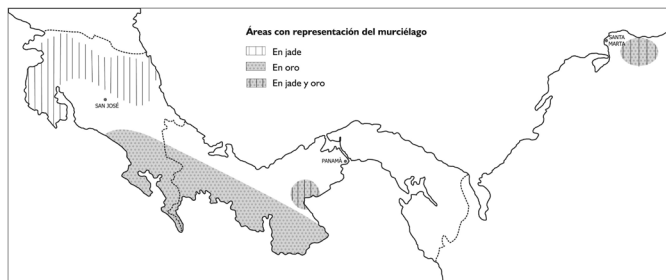 Áreas con representación del murciélago
En jade
En oro
En jade y oro
SANTA
MARTA
SAN JOSÉ
PANAMÁ